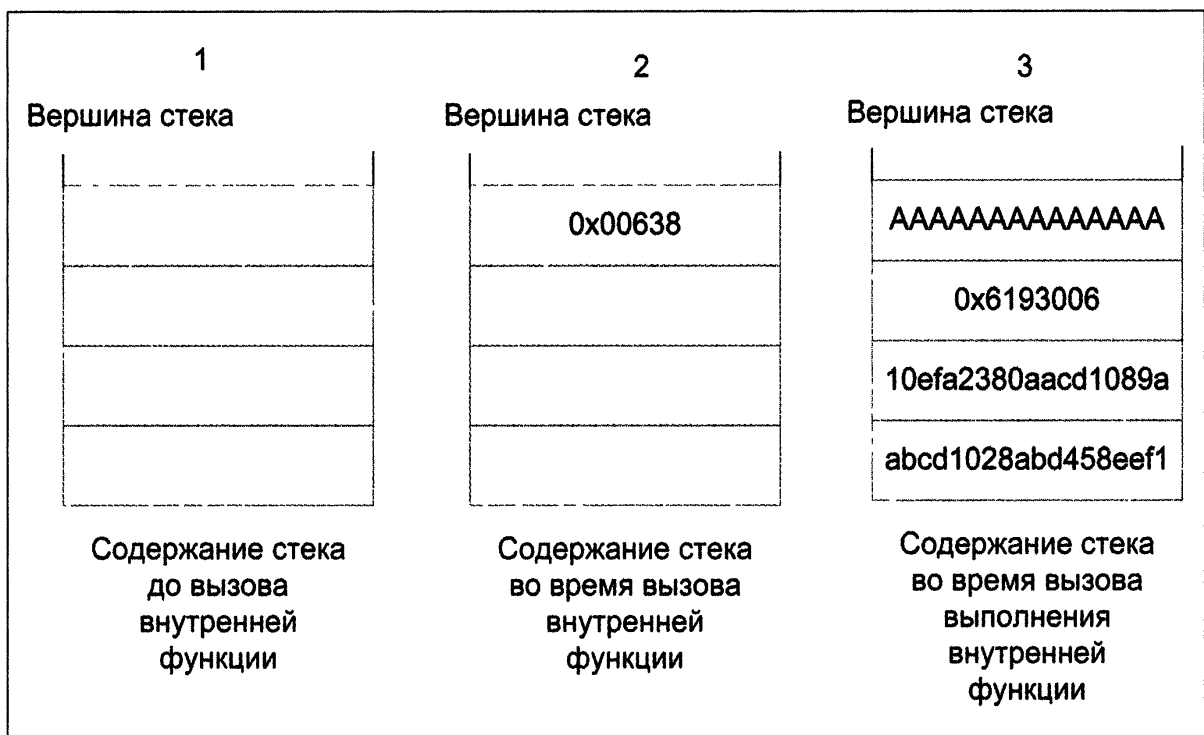 1
Вершина стека
Содержание стека
до вызова
внутренней
функции
2
Вершина стека
0x00638
Содержание стека
во время вызова
внутренней
функции
3
Вершина стека
AAAAAAAAAAAAAA
0x6193006
10efa2380aacd1089a
abcd1028abd458eef1
Содержание стека
во время вызова
выполнения
внутренней
функции